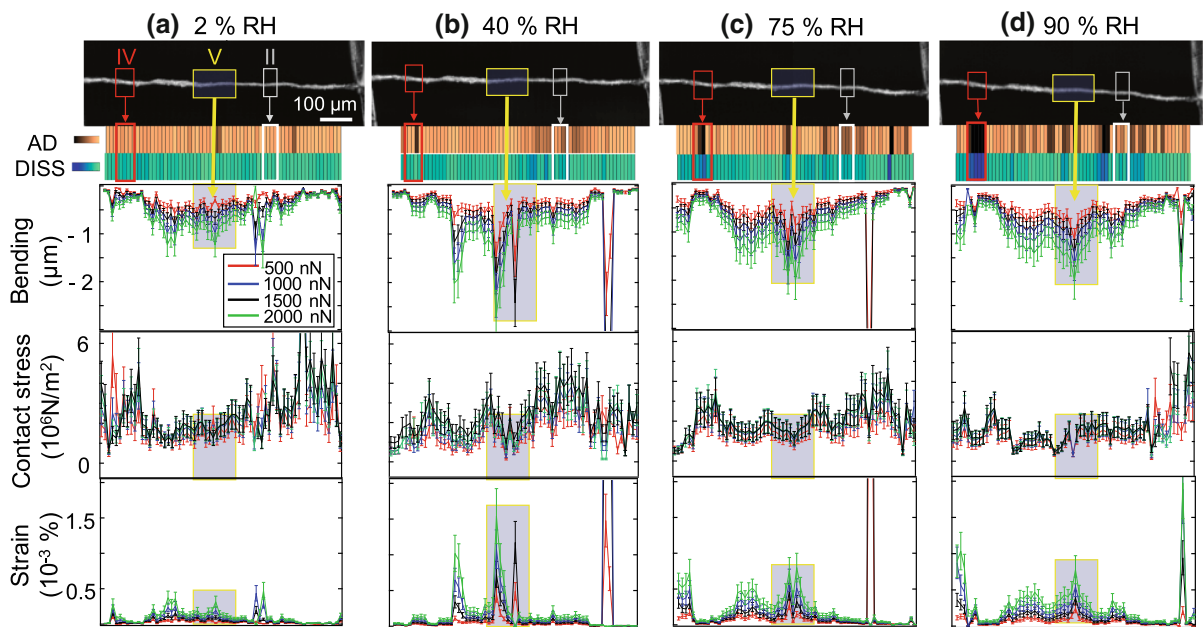 (a) 2 % RH
(b) 40 % RH
(c) 75 % RH
(d) 90 % RH
IV
V
II
100 µm
AD
DISS
Bending
(µm)
- 1
- 2
500 nN
1000 nN
1500 nN
2000 nN
Contact stress
(10⁶N/m²)
6
3
0
Strain
(10⁻³ %)
1.5
0.5